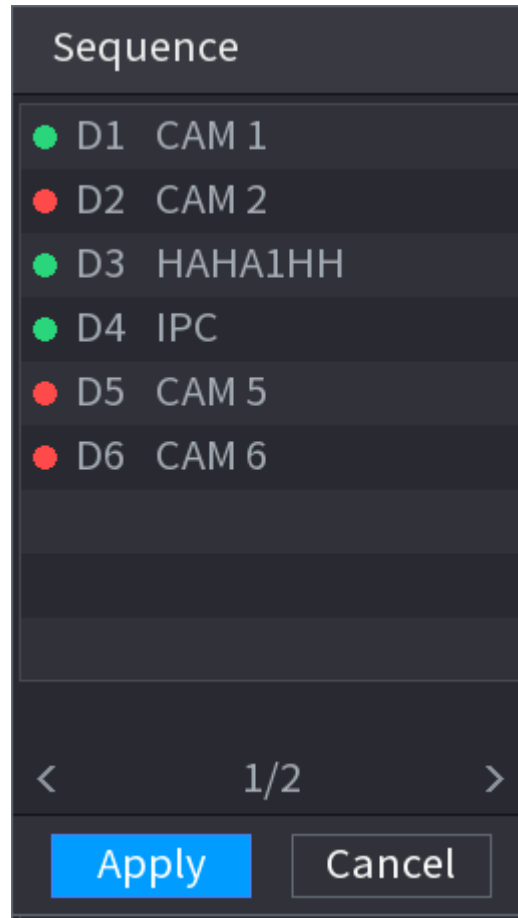 Sequence
D1 CAM 1
D2 CAM 2
D3 HAHA1HH
D4 IPC
D5 CAM 5
D6 CAM 6
< 1/2 >
Apply Cancel